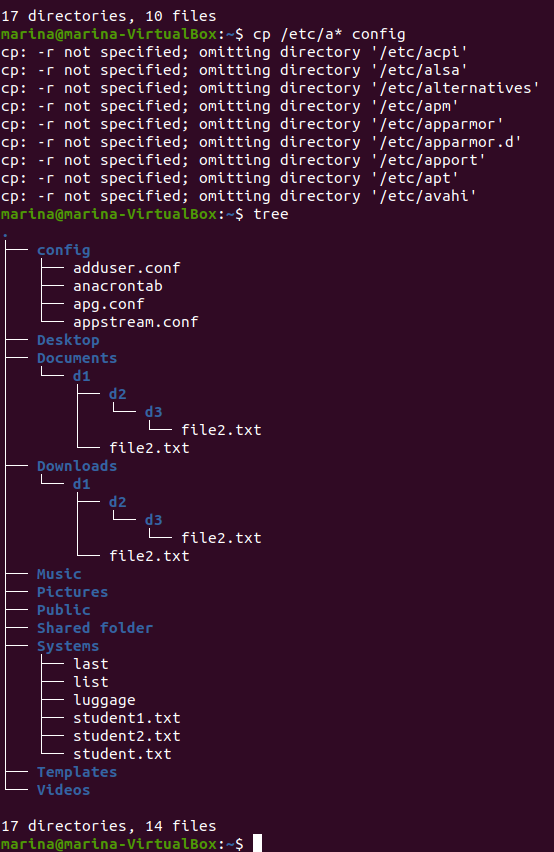 17 directories, 10 files
marina@marina-VirtualBox:~$ cp /etc/a* config
cp: -r not specified; omitting directory '/etc/acpi'
cp: -r not specified; omitting directory '/etc/alsa'
cp: -r not specified; omitting directory '/etc/alternatives'
cp: -r not specified; omitting directory '/etc/apm'
cp: -r not specified; omitting directory '/etc/apparmor'
cp: -r not specified; omitting directory '/etc/apparmor.d'
cp: -r not specified; omitting directory '/etc/apport'
cp: -r not specified; omitting directory '/etc/apt'
cp: -r not specified; omitting directory '/etc/avahi'
marina@marina-VirtualBox:~$ tree
.
├── config
│   ├── adduser.conf
│   ├── anacrontab
│   ├── apg.conf
│   └── appstream.conf
├── Desktop
├── Documents
│   └── d1
│       ├── d2
│       │   └── d3
│       │       └── file2.txt
│       └── file2.txt
├── Downloads
│   └── d1
│       ├── d2
│       │   └── d3
│       │       └── file2.txt
│       └── file2.txt
├── Music
├── Pictures
├── Public
├── Shared folder
├── Systems
│   ├── last
│   ├── list
│   ├── luggage
│   ├── student1.txt
│   ├── student2.txt
│   └── student.txt
├── Templates
└── Videos

17 directories, 14 files
marina@marina-VirtualBox:~$